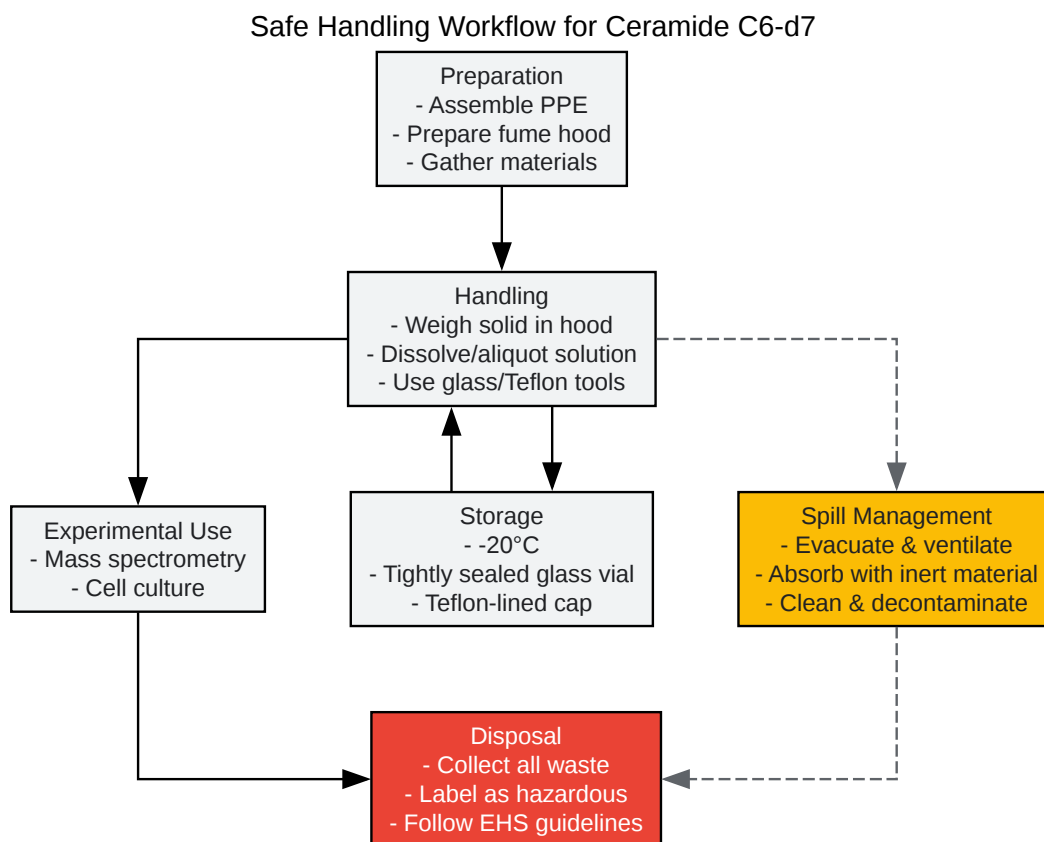 Safe Handling Workflow for Ceramide C6-d7
Preparation
- Assemble PPE
- Prepare fume hood
- Gather materials
Handling
- Weigh solid in hood
- Dissolve/aliquot solution
- Use glass/Teflon tools
Experimental Use
- Mass spectrometry
- Cell culture
Storage
- -20°C
- Tightly sealed glass vial
- Teflon-lined cap
Spill Management
- Evacuate & ventilate
- Absorb with inert material
- Clean & decontaminate
Disposal
- Collect all waste
- Label as hazardous
- Follow EHS guidelines